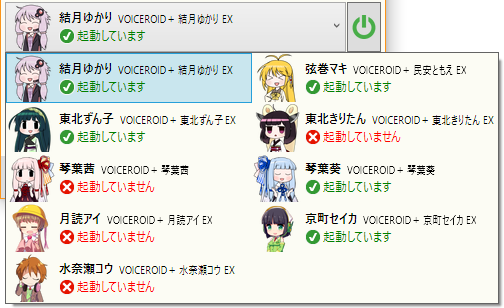 結月ゆかり VOICEROID+ 結月ゆかり EX
起動しています
結月ゆかり VOICEROID+ 結月ゆかり EX
起動しています
弦巻マキ VOICEROID+ 民安ともえ EX
起動しています
東北ずん子 VOICEROID+ 東北ずん子 EX
起動しています
東北きりたん VOICEROID+ 東北きりたん EX
起動していません
琴葉茜 VOICEROID+ 琴葉茜
起動していません
琴葉葵 VOICEROID+ 琴葉葵
起動しています
月読アイ VOICEROID+ 月読アイ EX
起動していません
京町セイカ VOICEROID+ 京町セイカ EX
起動しています
水奈瀬コウ VOICEROID+ 水奈瀬コウ EX
起動していません